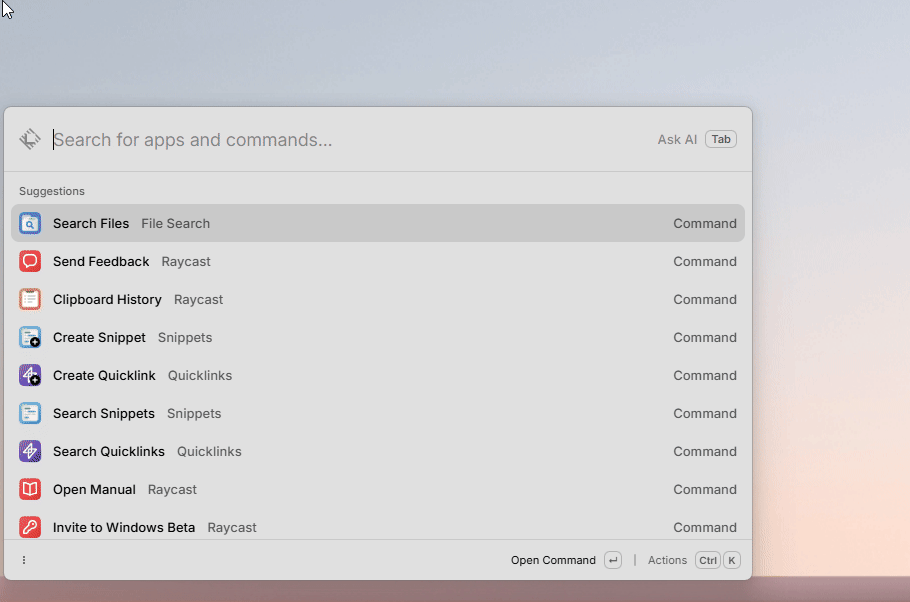 Search for apps and commands... Ask AI Tab
Suggestions
Search Files File Search Command
Send Feedback Raycast Command
Clipboard History Raycast Command
Create Snippet Snippets Command
Create Quicklink Quicklinks Command
Search Snippets Snippets Command
Search Quicklinks Quicklinks Command
Open Manual Raycast Command
Invite to Windows Beta Raycast Command
Open Command ↵ | Actions Ctrl K